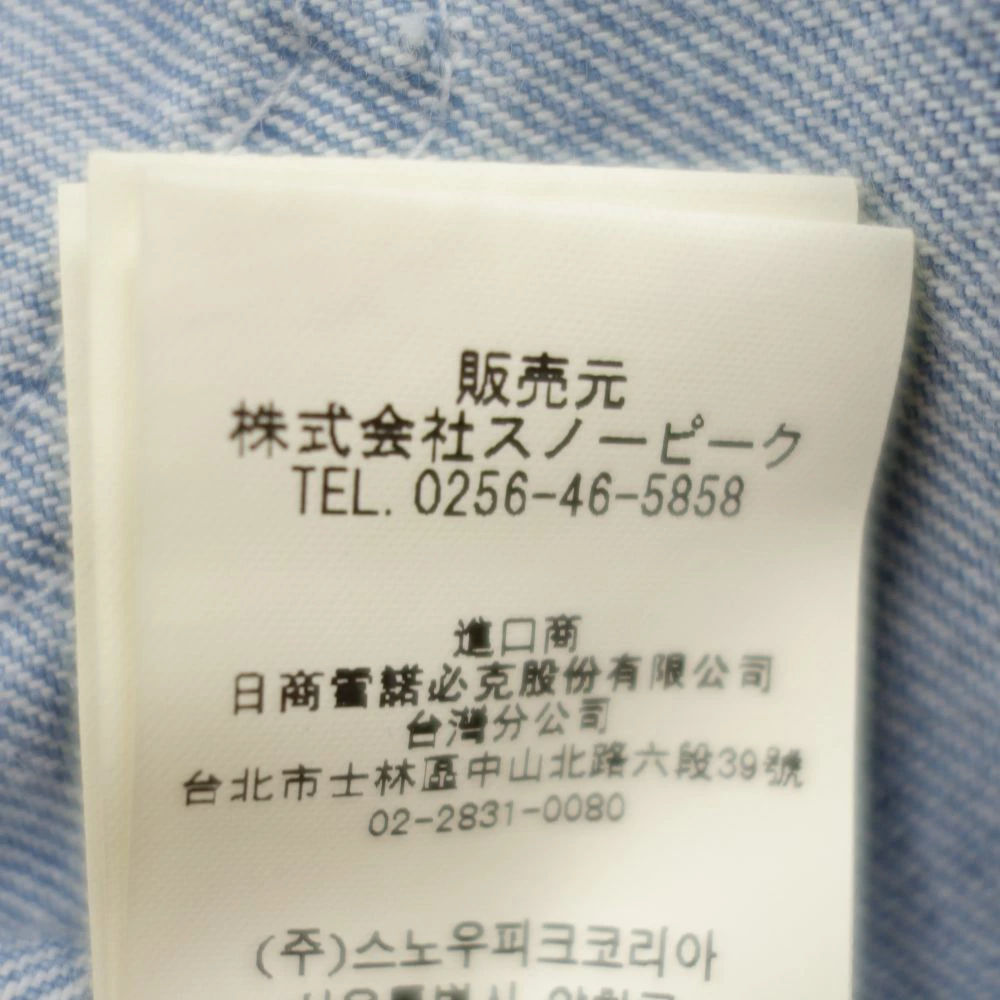 販売元
株式会社スノーピーク
TEL. 0256-46-5858
進口商
日商雪諾必克股份有限公司
台灣分公司
台北市士林區中山北路六段39號
02-2831-0080
(주)스노우피크코리아